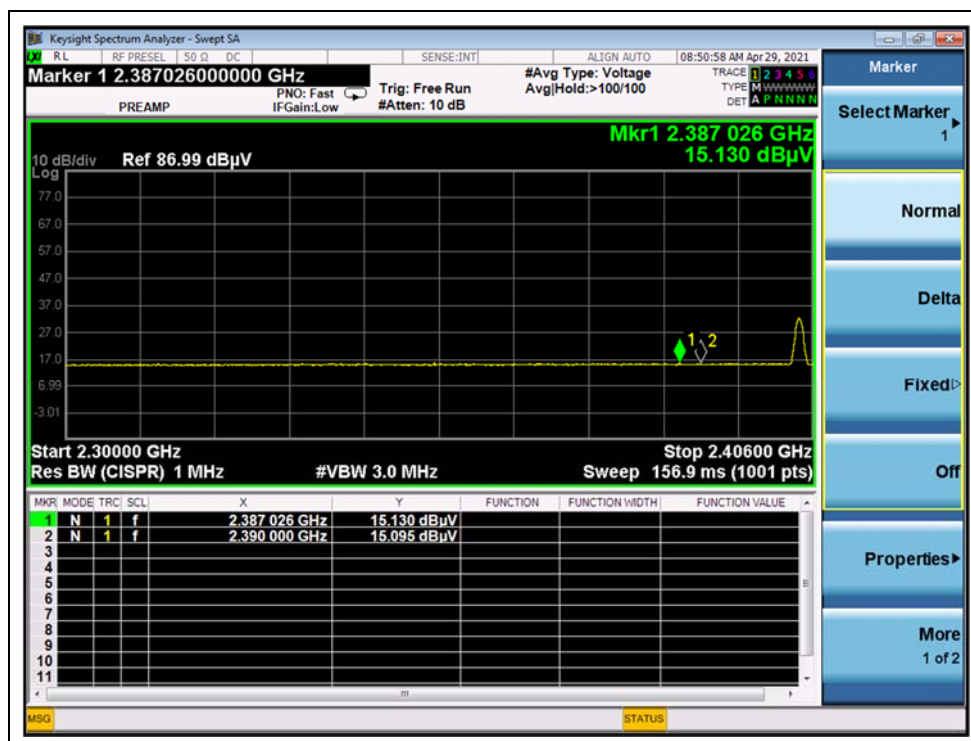 Keysight Spectrum Analyzer - Swept SA
LXI RL RF PRESEL 50 Ω DC SENSE:INT ALIGN AUTO 08:50:58 AM Apr 29, 2021
Marker 1 2.387026000000 GHz
PREAMP
PNO: Fast
IFGain:Low
Trig: Free Run
#Atten: 10 dB
#Avg Type: Voltage
Avg|Hold:>100/100
TRACE 1 2 3 4 5 6
TYPE M WWWWW
DET A P N N N N
Mkr1 2.387 026 GHz
15.130 dBµV
10 dB/div Ref 86.99 dBµV
Log
77.0
67.0
57.0
47.0
37.0
27.0
17.0
6.99
-3.01
1 2
Start 2.30000 GHz Stop 2.40600 GHz
Res BW (CISPR) 1 MHz #VBW 3.0 MHz Sweep 156.9 ms (1001 pts)
MKR MODE TRC SCL X Y FUNCTION FUNCTION WIDTH FUNCTION VALUE
1 N 1 f 2.387 026 GHz 15.130 dBµV
2 N 1 f 2.390 000 GHz 15.095 dBµV
3
4
5
6
7
8
9
10
11
MSG STATUS
Marker
Select Marker
1
Normal
Delta
Fixed
Off
Properties
More
1 of 2